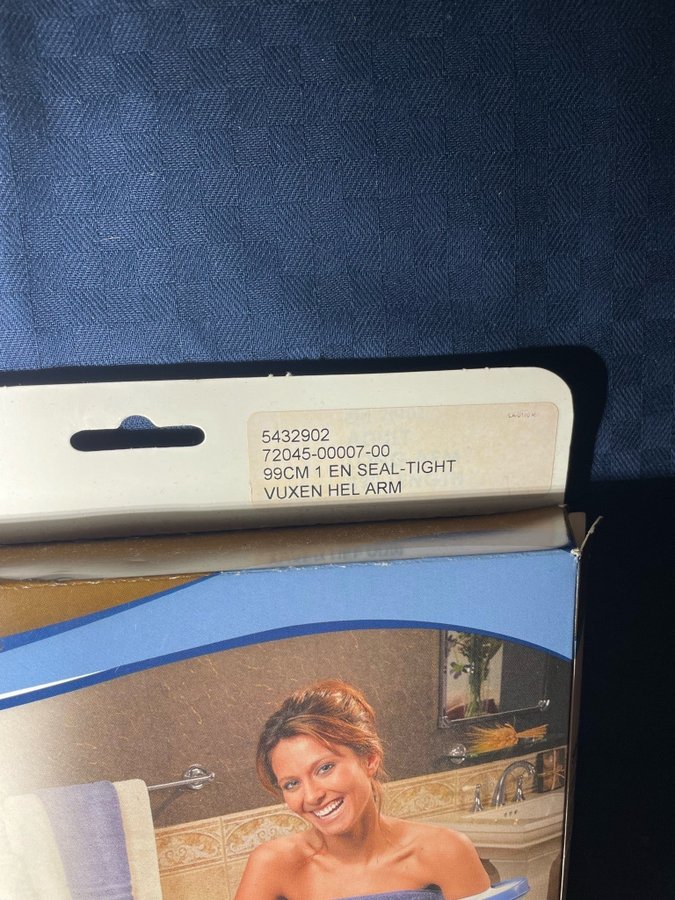 5432902
72045-00007-00
99CM 1 EN SEAL-TIGHT
VUXEN HEL ARM